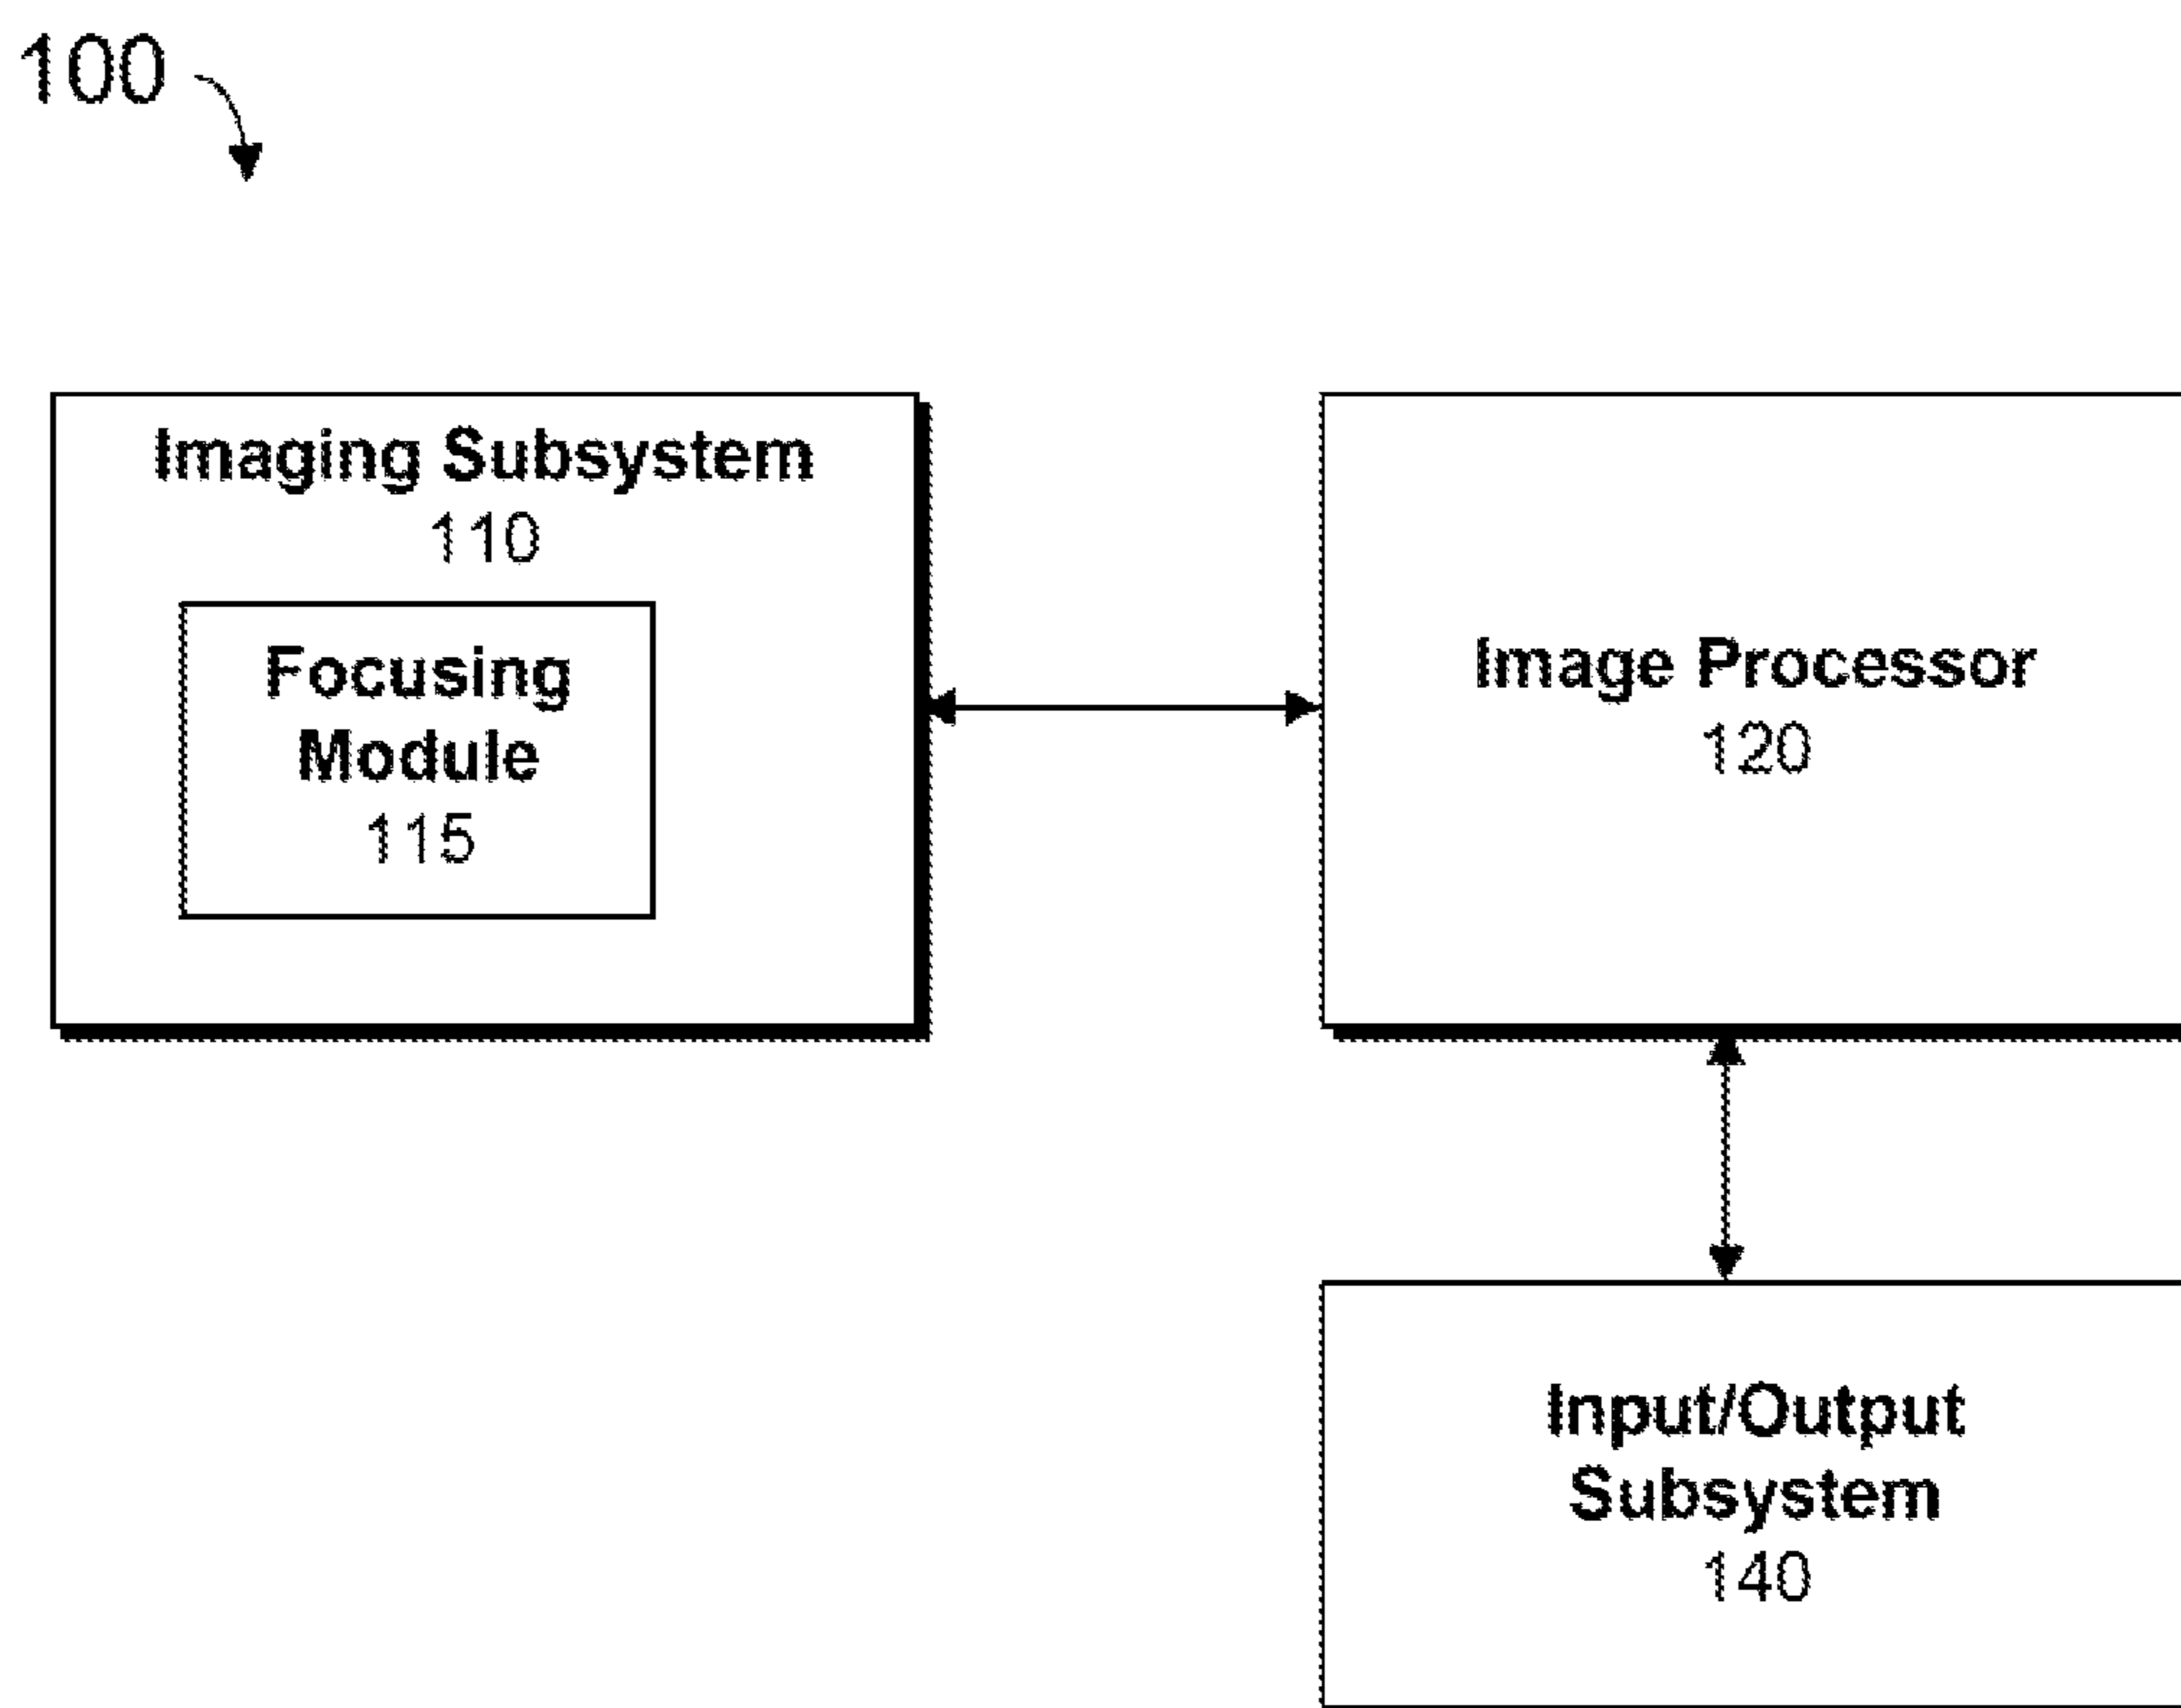 100
Imaging Subsystem
110
Focusing
Module
115
Image Processor
120
Input/Output
Subsystem
140